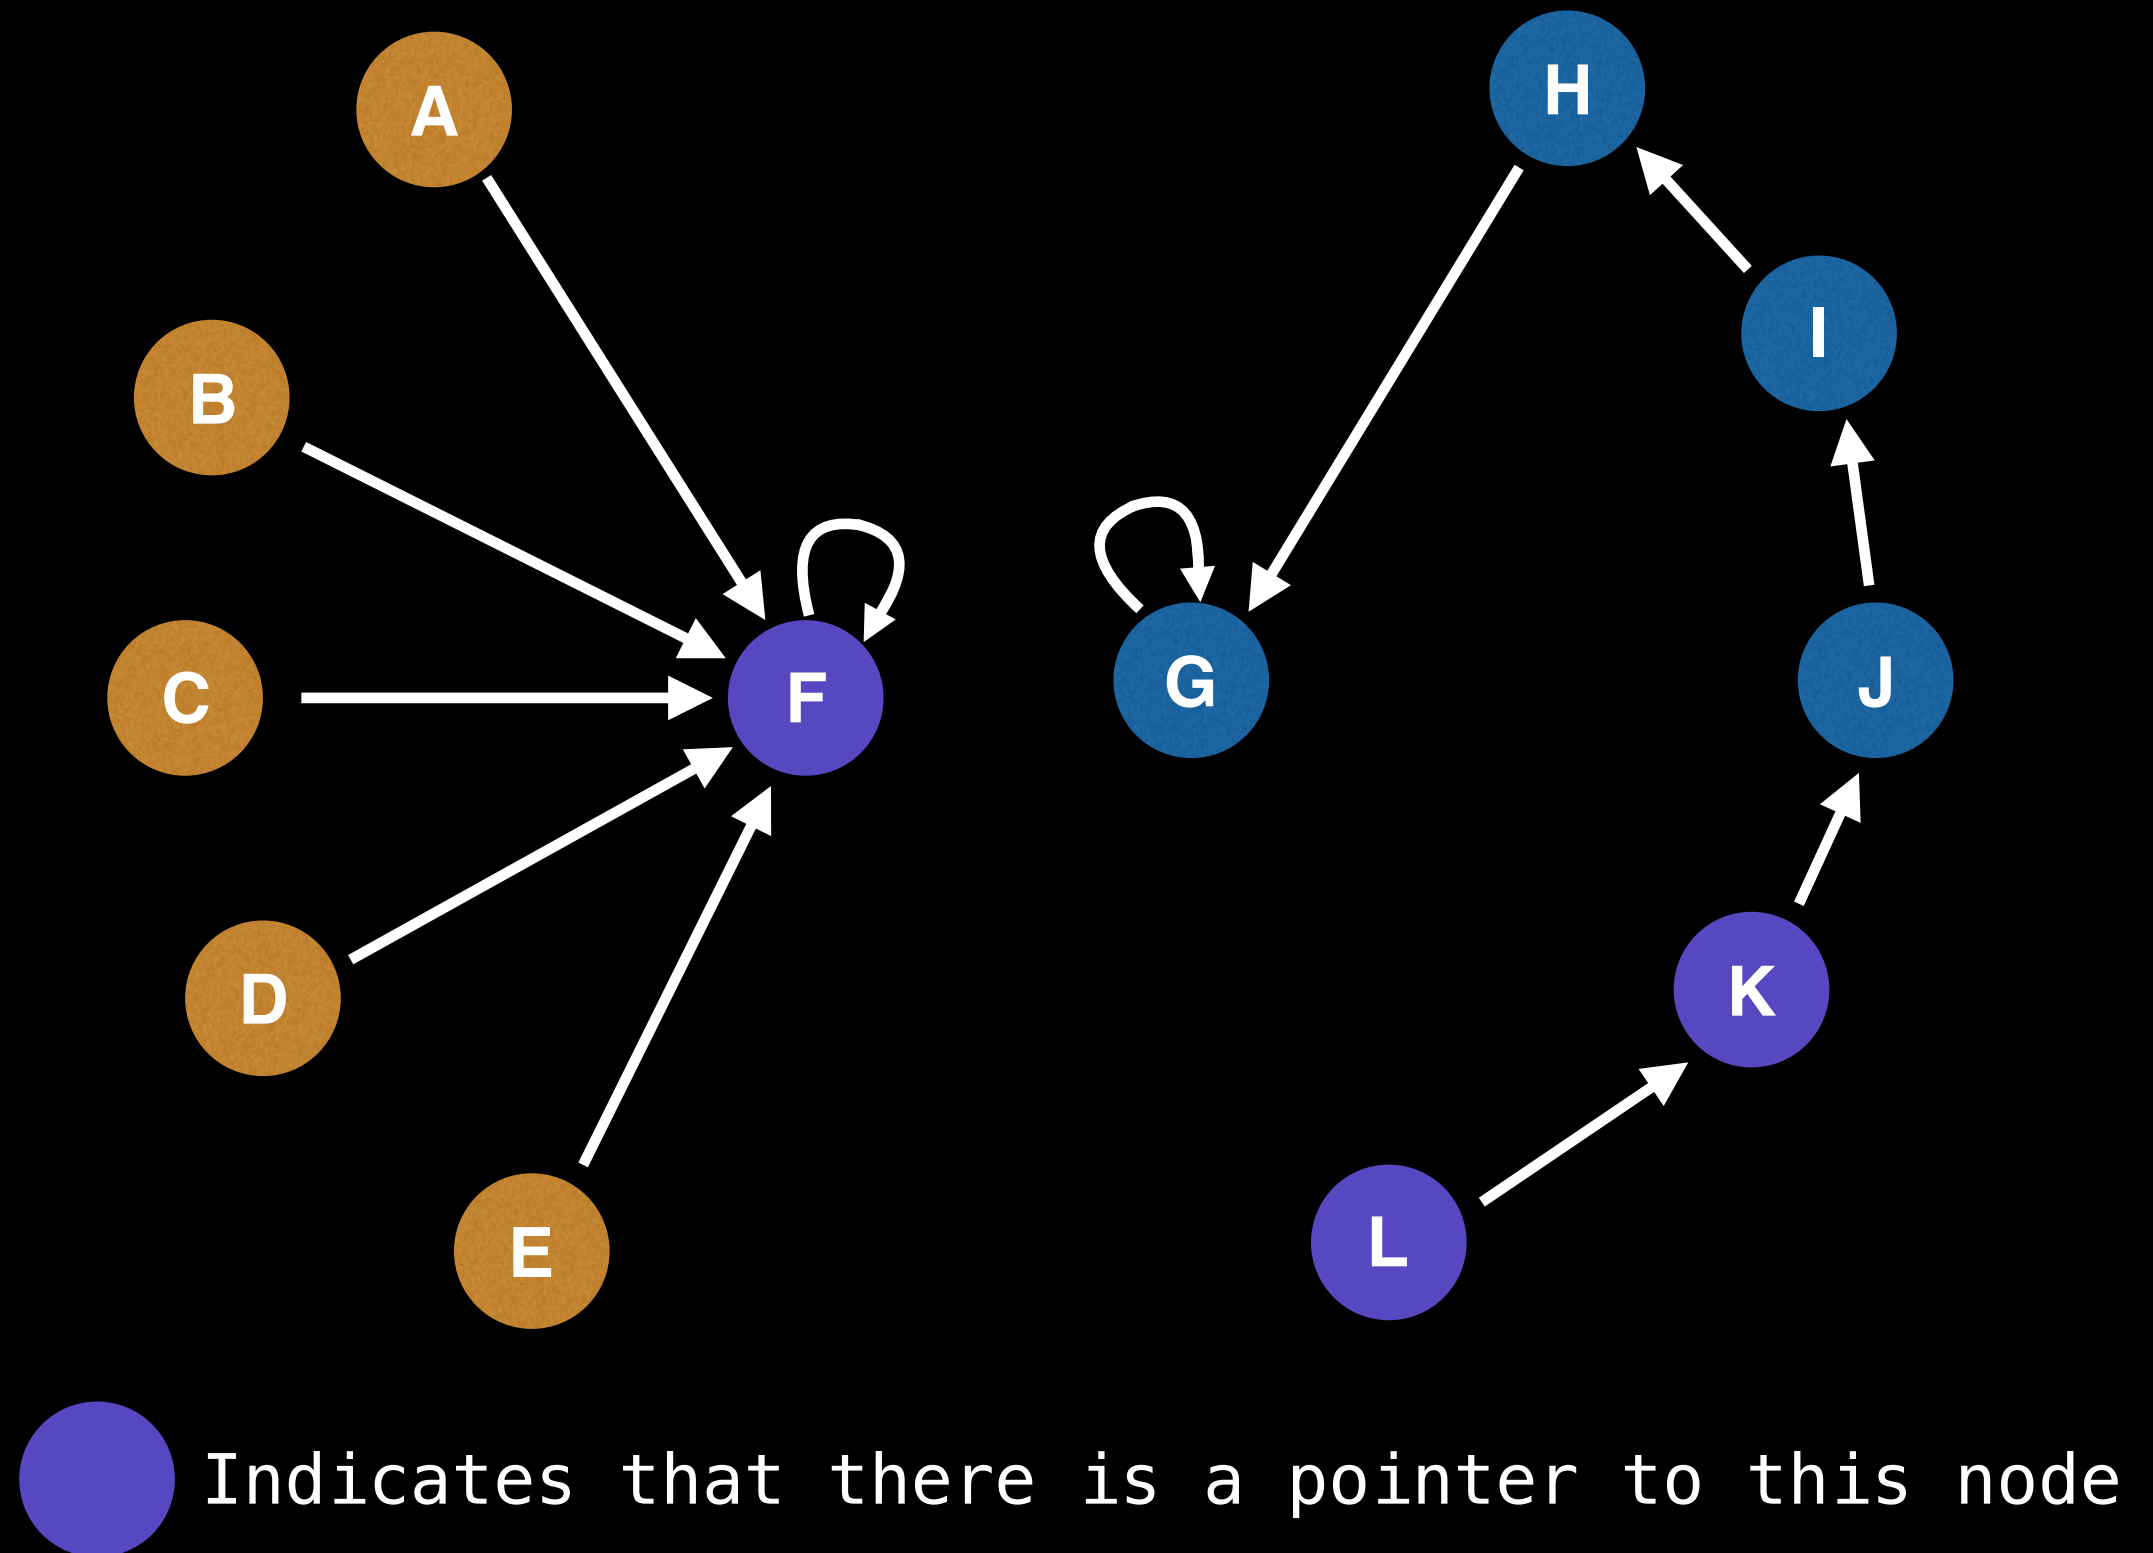 A
H
B
I
C
F
G
J
D
K
E
L
Indicates that there is a pointer to this node